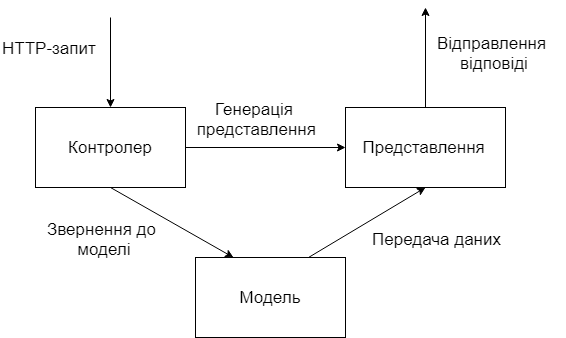 HTTP-запит
Відправлення
відповіді
Генерація
представлення
Контролер
Представлення
Звернення до
моделі
Передача даних
Модель